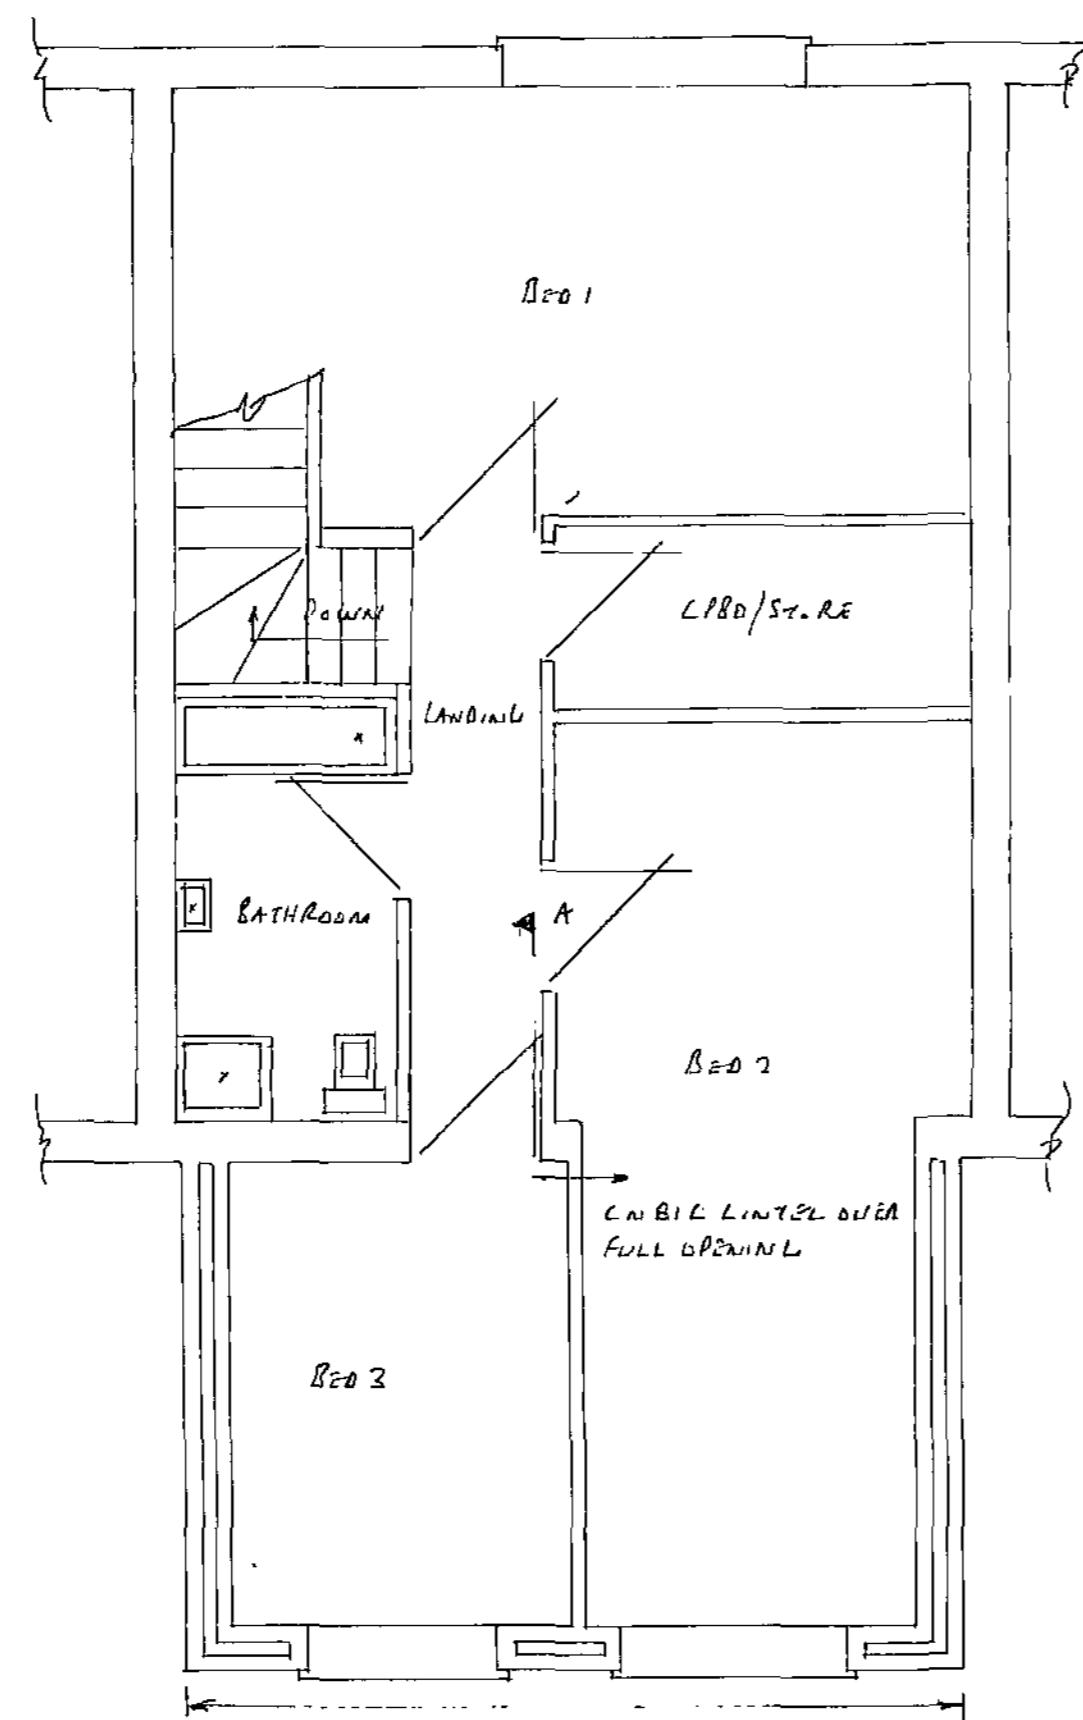 BED 1
DOWN
CPBD/STORE
LANDING
BATHROOM
A
BED 2
CNBIC LINTEL OVER
FULL OPENING
BED 3